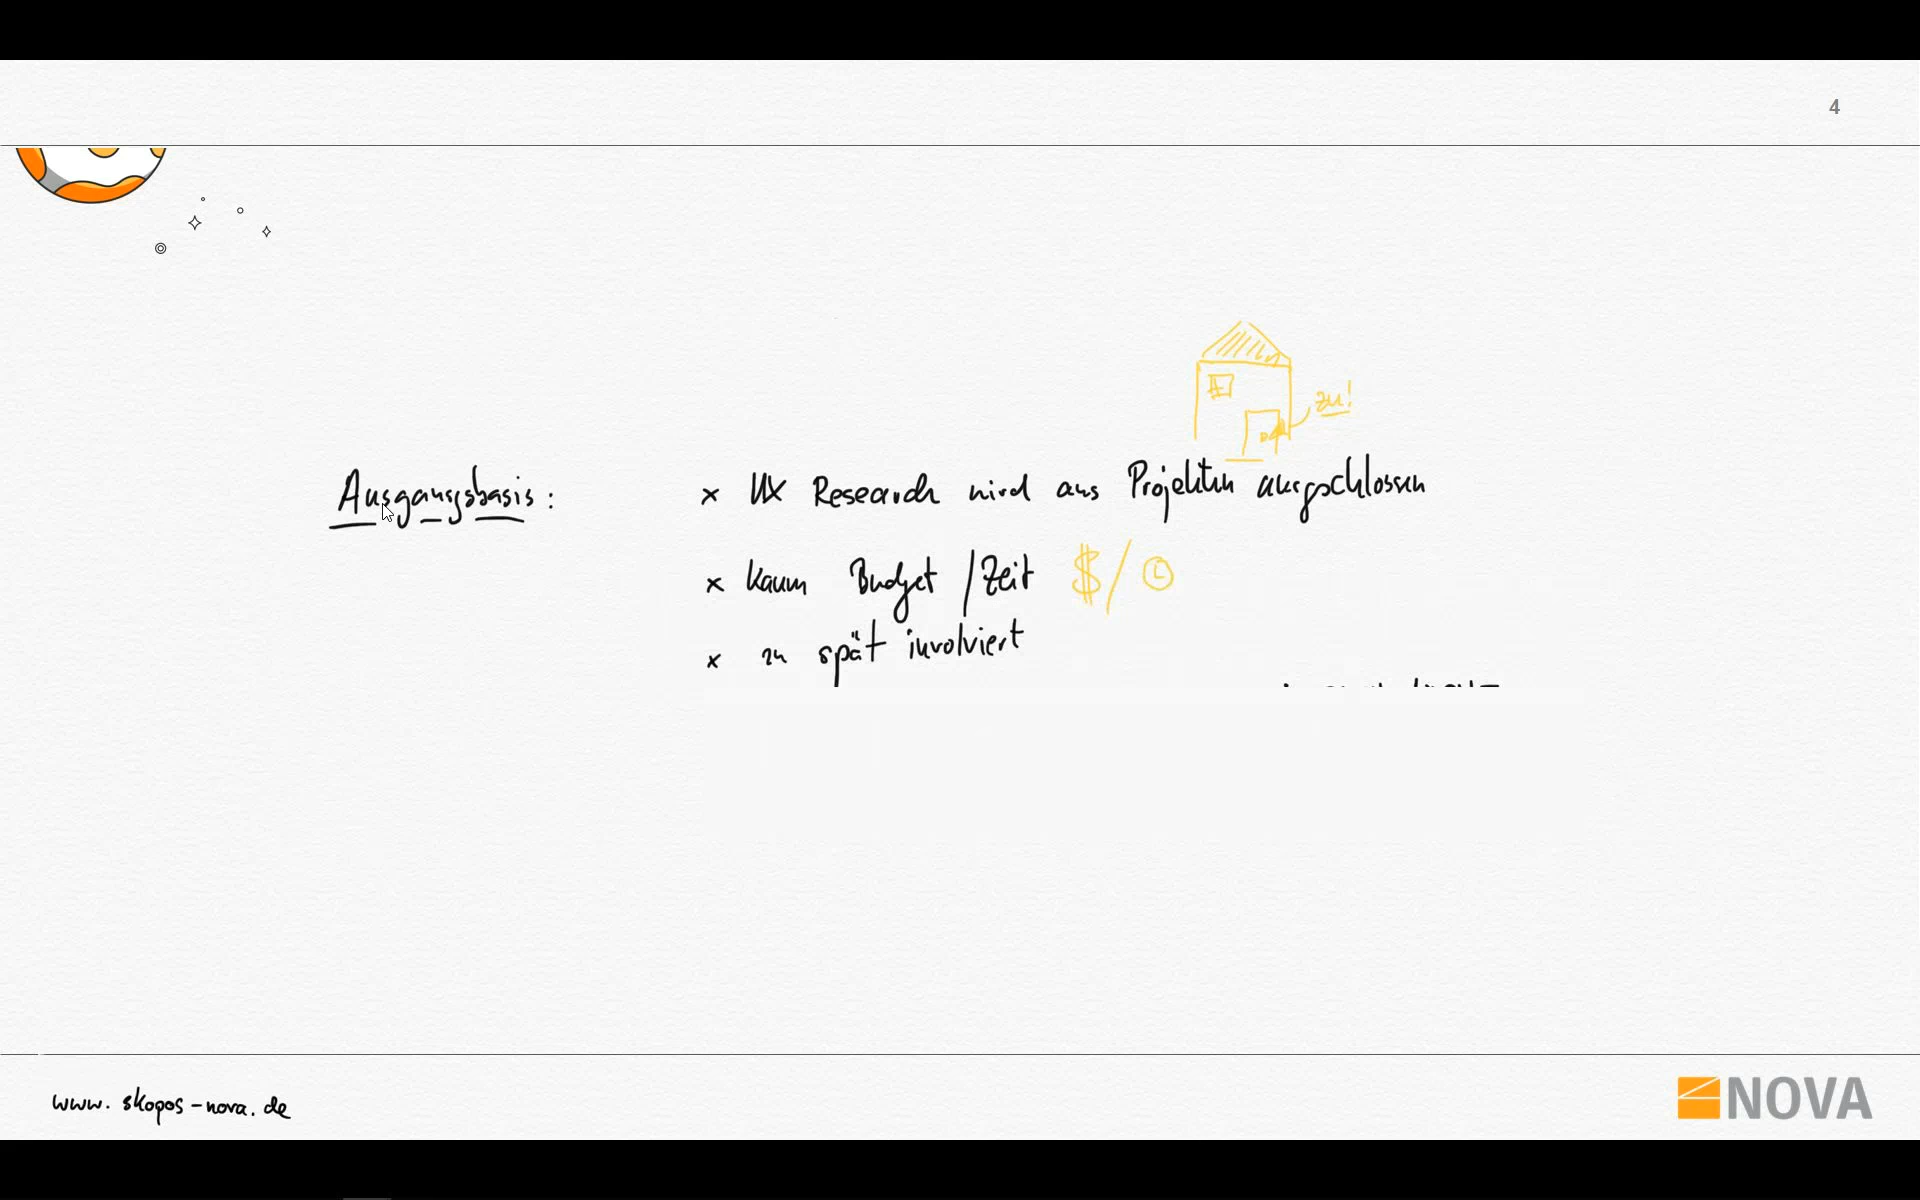 4
zu!
Ausgangsbasis:
x UX Research wird aus Projekten ausgeschlossen
x kaum Budget / Zeit $ /
x zu spät involviert
www.skopos-nova.de
NOVA